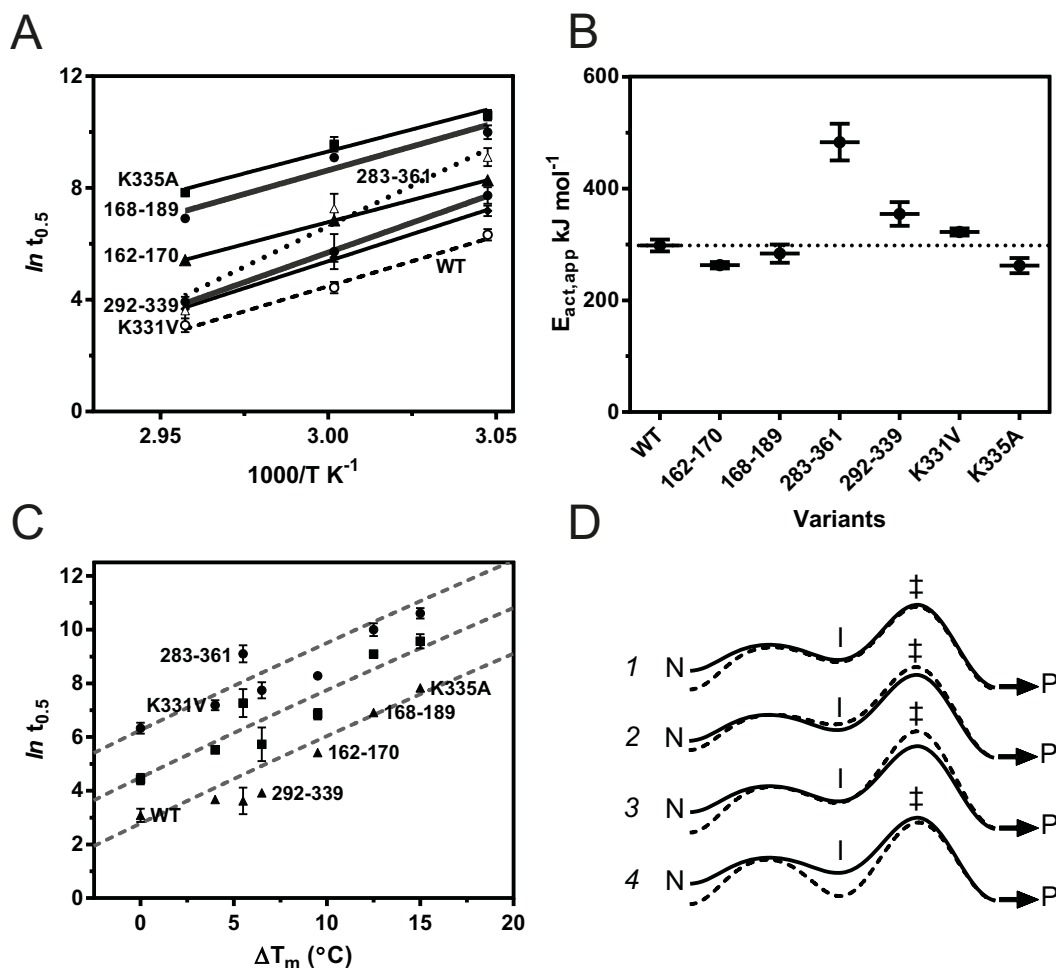 A
12
8
4
0
ln t0.5
K335A
168-189
162-170
292-339
K331V
283-361
WT
2.95
3.00
3.05
1000/T K-1
B
600
400
200
0
Eact,app kJ mol-1
WT
162-170
168-189
283-361
292-339
K331V
K335A
Variants
C
12
10
8
6
4
2
0
ln t0.5
283-361
K331V
K335A
168-189
162-170
292-339
WT
0
5
10
15
20
ΔTm (°C)
D
1 N I ‡ P
2 N I ‡ P
3 N I ‡ P
4 N I ‡ P